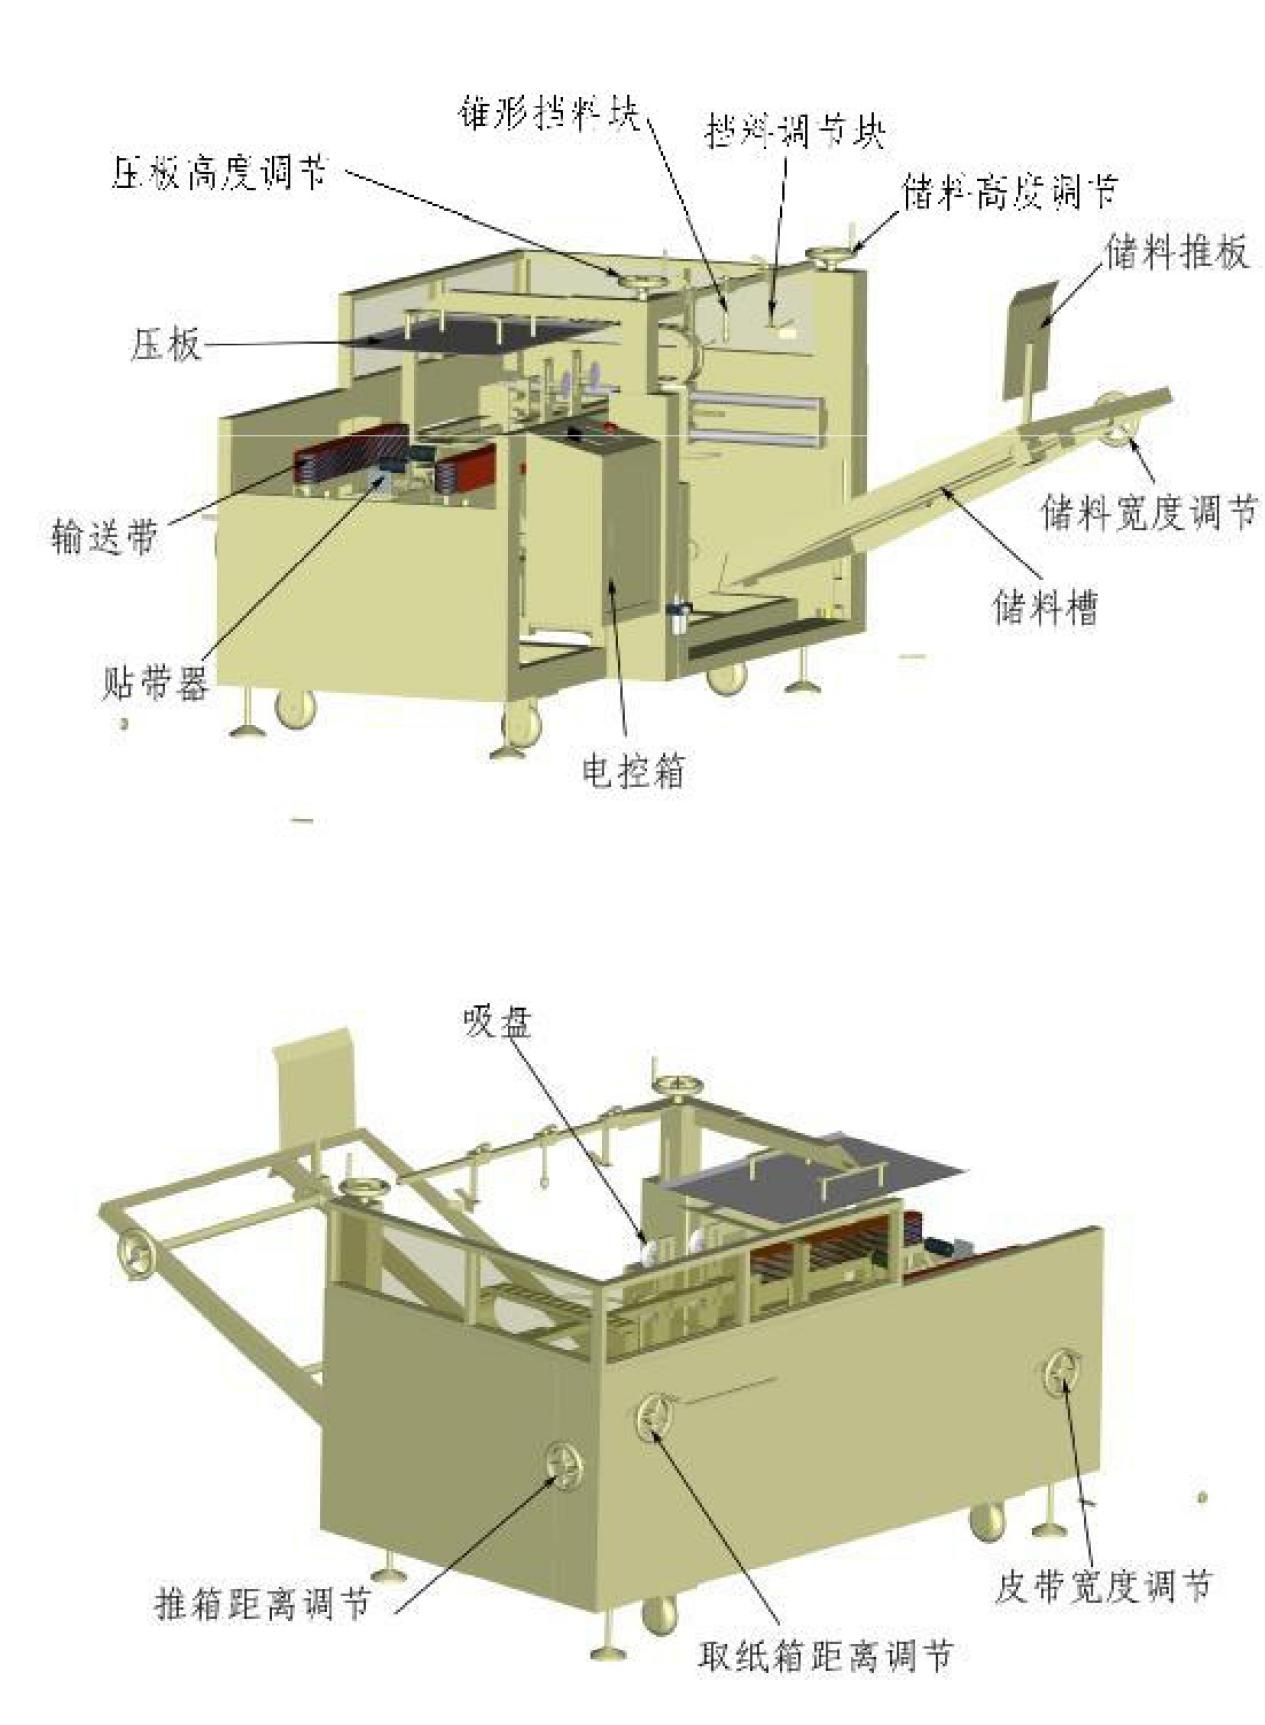 锥形挡料块
挡料调节块
压板高度调节
储料高度调节
储料推板
压板
储料宽度调节
输送带
储料槽
贴带器
电控箱
吸盘
皮带宽度调节
推箱距离调节
取纸箱距离调节